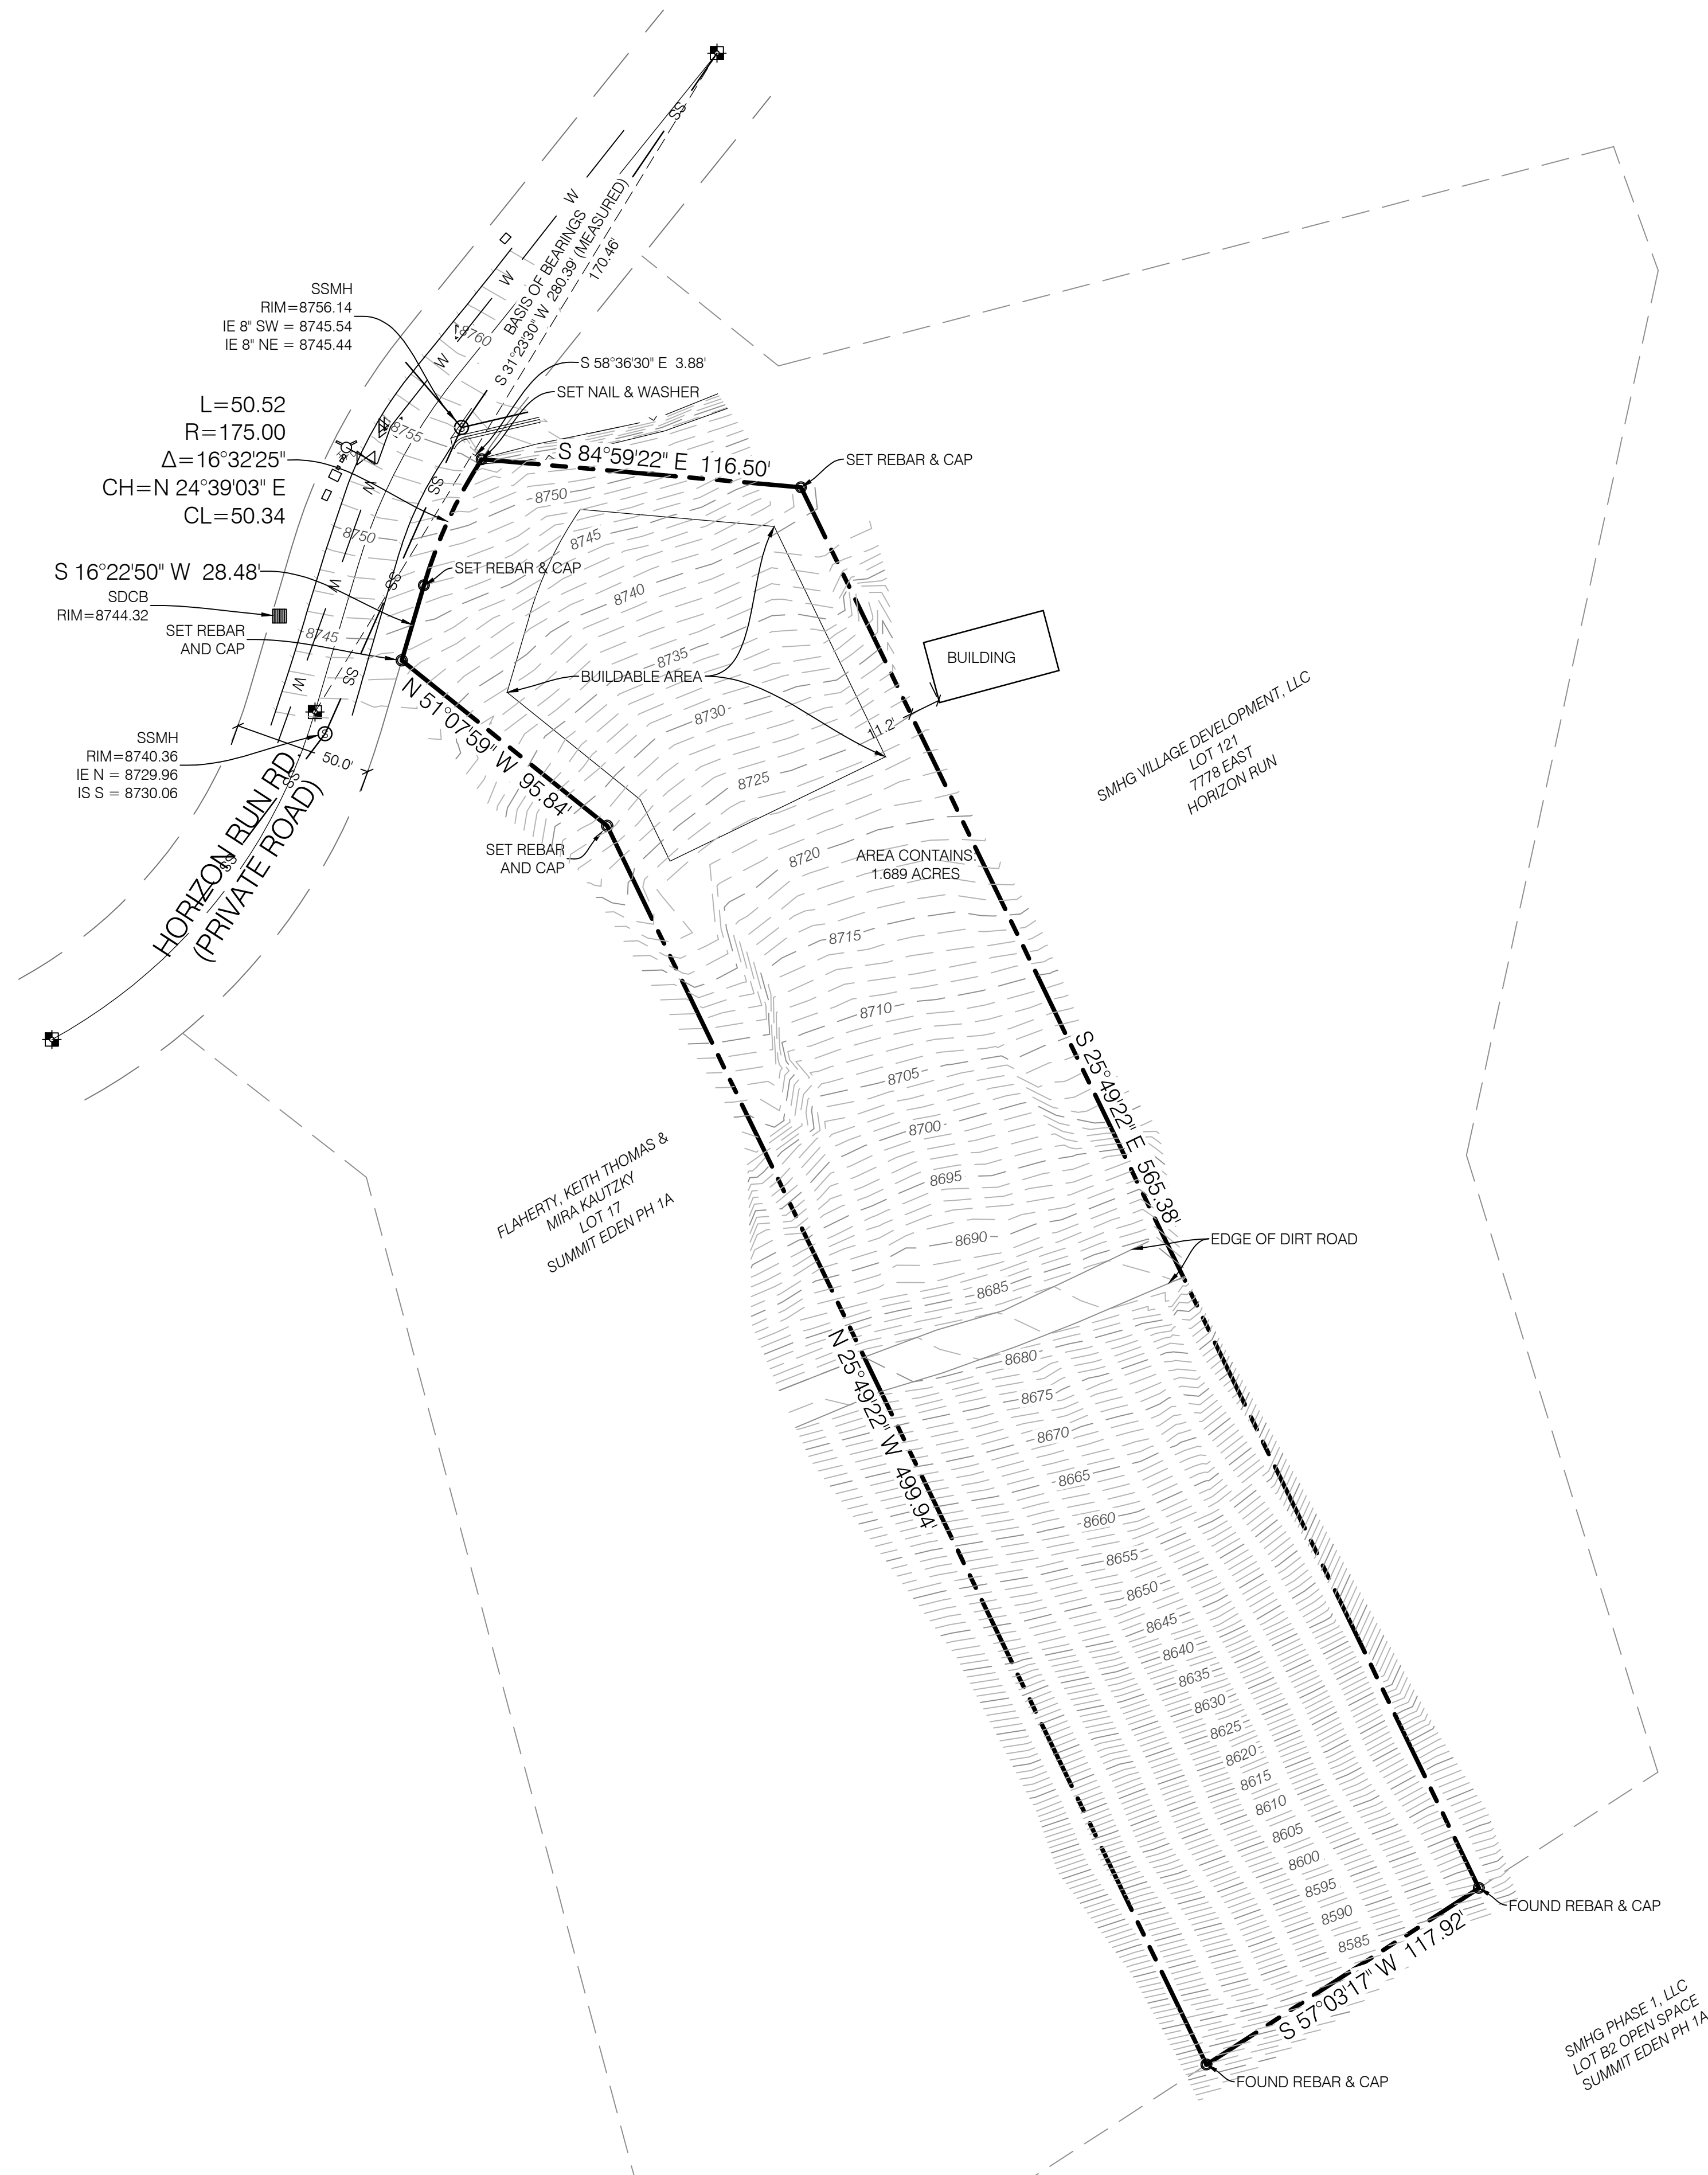 SS
W
BASIS OF BEARINGS
S 31°23'30" W 280.39' (MEASURED)
170.46'
W
SSMH
RIM=8756.14
IE 8" SW = 8745.54
IE 8" NE = 8745.44
8760
W
S 58°36'30" E 3.88'
SET NAIL & WASHER
L=50.52
R=175.00
Δ=16°32'25"
CH=N 24°39'03" E
CL=50.34
8755
8"
S 84°59'22" E 116.50'
SET REBAR & CAP
W
SS
8750
8750
8745
S 16°22'50" W 28.48'
SET REBAR & CAP
W
SS
SDCB
RIM=8744.32
8740
SET REBAR
AND CAP
8745
W
SS
8735
BUILDABLE AREA
BUILDING
N 51°07'59" W 95.84'
8730
11.2'
SMHG VILLAGE DEVELOPMENT, LLC
LOT 121
7778 EAST
HORIZON RUN
SSMH
RIM=8740.36
IE N = 8729.96
IS S = 8730.06
50.0'
SS
8725
HORIZON RUN RD.
(PRIVATE ROAD)
SS
SET REBAR
AND CAP
8720
AREA CONTAINS:
1.689 ACRES
8715
8710
8705
S 25°49'22" E 565.38'
8700
FLAHERTY, KEITH THOMAS &
MIRA KAUTZKY
LOT 17
SUMMIT EDEN PH 1A
8695
8690
EDGE OF DIRT ROAD
8685
8680
N 25°49'22" W 499.94'
8675
8670
8665
8660
8655
8650
8645
8640
8635
8630
8625
8620
8615
8610
8605
8600
8595
8590
8585
FOUND REBAR & CAP
S 57°03'17" W 117.92'
SMHG PHASE 1, LLC
LOT B2 OPEN SPACE
SUMMIT EDEN PH 1A
FOUND REBAR & CAP